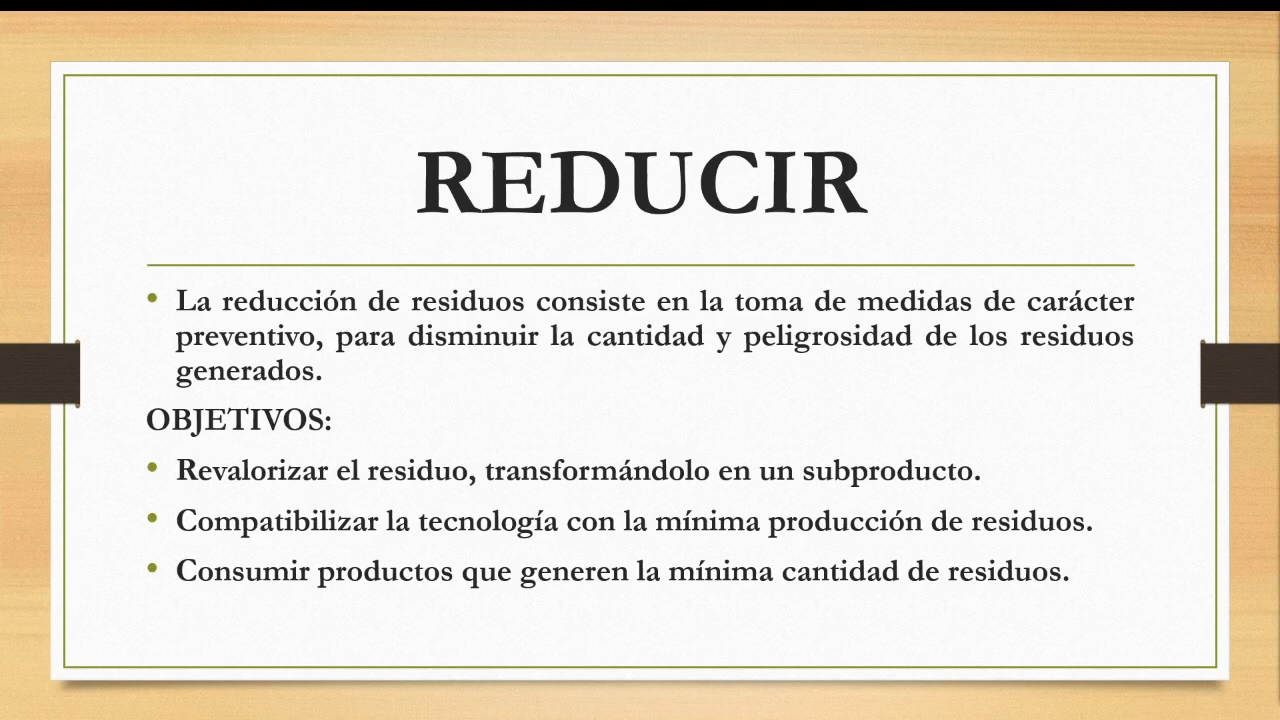 REDUCIR
• La reducción de residuos consiste en la toma de medidas de carácter
preventivo, para disminuir la cantidad y peligrosidad de los residuos
generados.
OBJETIVOS:
• Revalorizar el residuo, transformándolo en un subproducto.
• Compatibilizar la tecnología con la mínima producción de residuos.
• Consumir productos que generen la mínima cantidad de residuos.